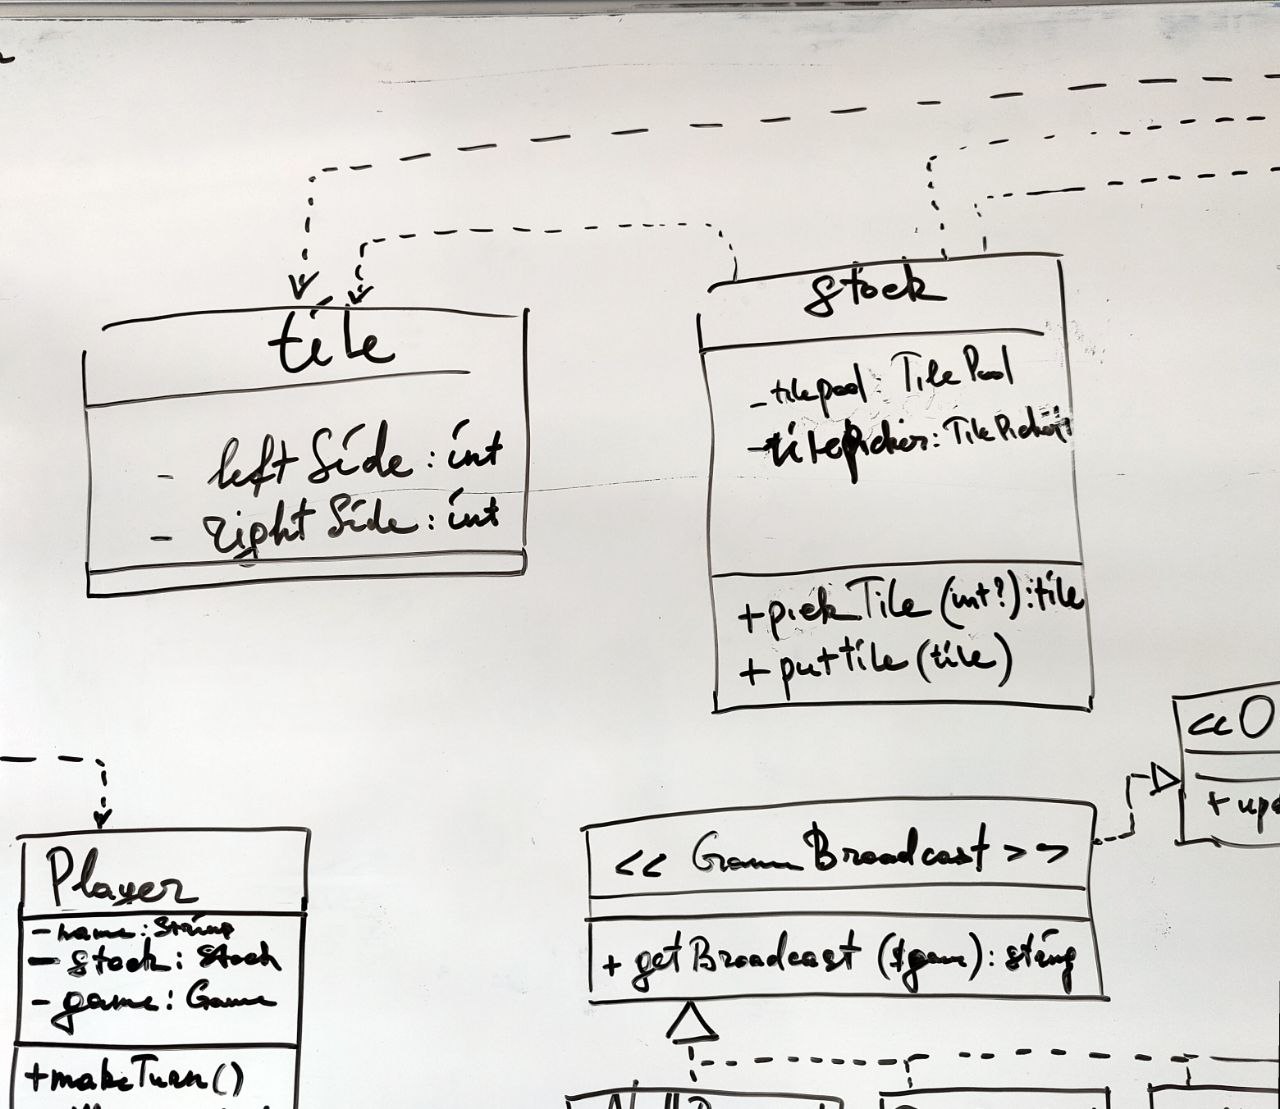 tile
- leftSide : int
- rightSide : int
stock
- tilepool : TilePool
- tilePicker : TilePicker
+ pickTile (int?) : tile
+ puttile (tile)
<< O
+ upd
<< GameBroadcast >>
+ getBroadcast ($game) : string
Player
- name : String
- stock : Stock
- game : Game
+ makeTurn()